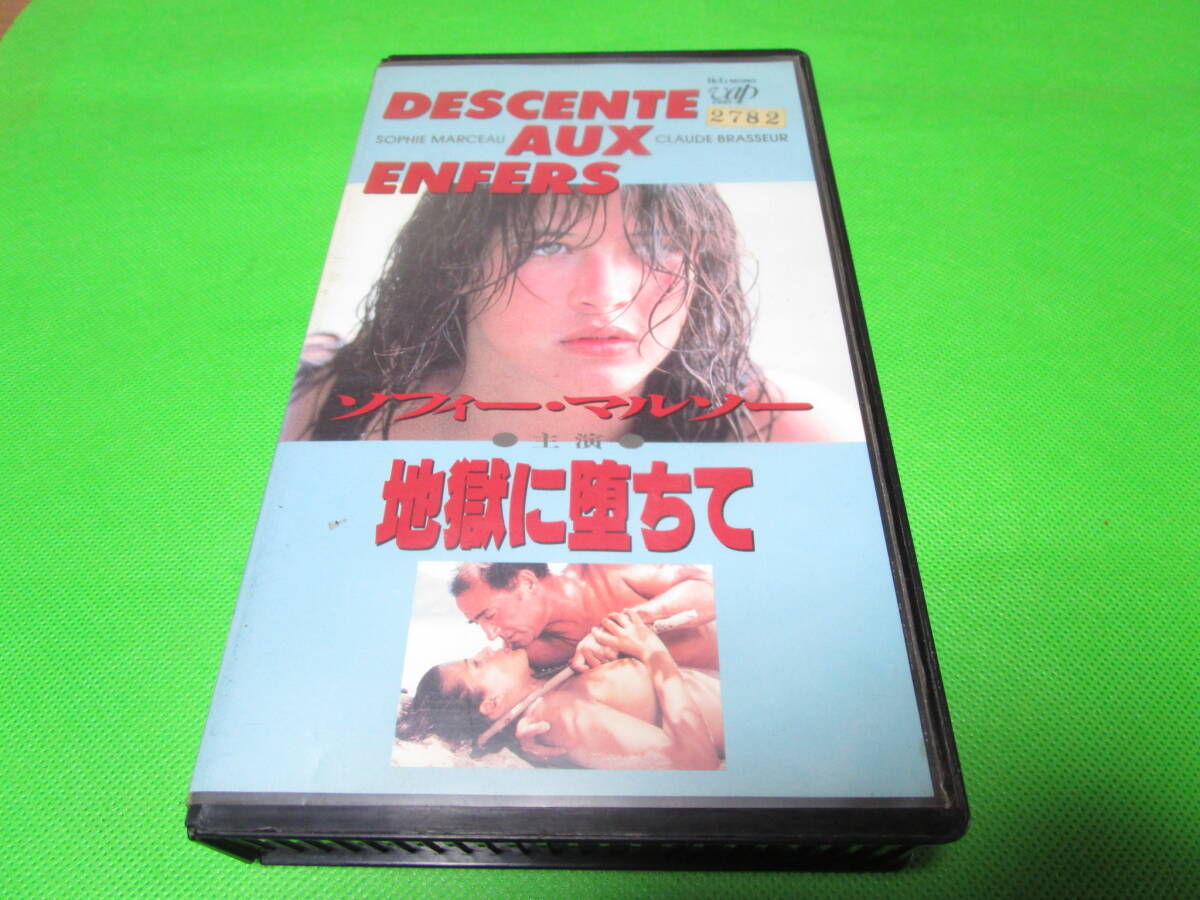 DESCENTE
AUX
ENFERS
SOPHIE MARCEAU
CLAUDE BRASSEUR
vap
2782
ソフィー・マルソー
●主演●
地獄に堕ちて